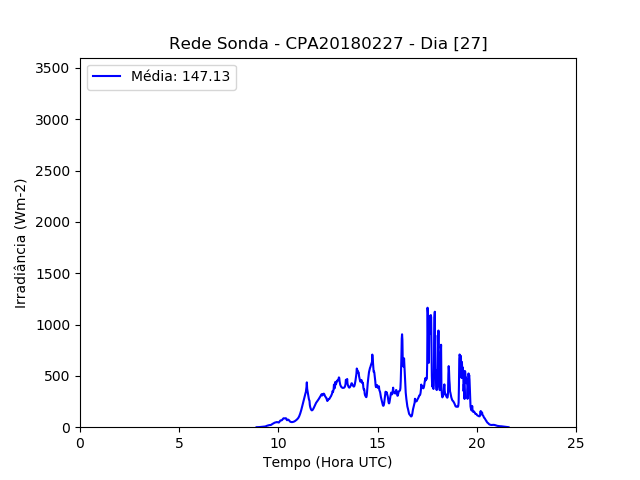 Rede Sonda - CPA20180227 - Dia [27]
Média: 147.13
3500
3000
2500
2000
1500
1000
500
0
Irradiância (Wm-2)
0 5 10 15 20 25
Tempo (Hora UTC)